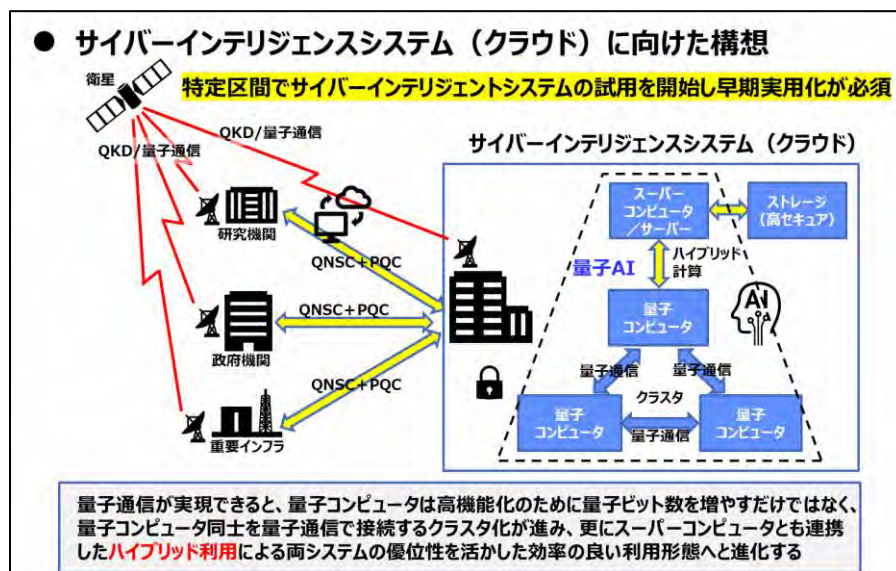 ● サイバーインテリジェンスシステム(クラウド)に向けた構想
衛星
特定区間でサイバーインテリジェントシステムの試用を開始し早期実用化が必須
QKD/量子通信
QKD/量子通信
サイバーインテリジェンスシステム(クラウド)
研究機関
QNSC+PQC
政府機関
QNSC+PQC
重要インフラ
QNSC+PQC
スーパー
コンピュータ
/サーバー
ストレージ
(高セキュア)
量子AI
ハイブリッド
計算
AI
量子
コンピュータ
量子通信
量子通信
クラスタ
量子
コンピュータ
量子通信
量子
コンピュータ
量子通信が実現できると、量子コンピュータは高機能化のために量子ビット数を増やすだけではなく、
量子コンピュータ同士を量子通信で接続するクラスタ化が進み、更にスーパーコンピュータとも連携
したハイブリッド利用による両システムの優位性を活かした効率の良い利用形態へと進化する